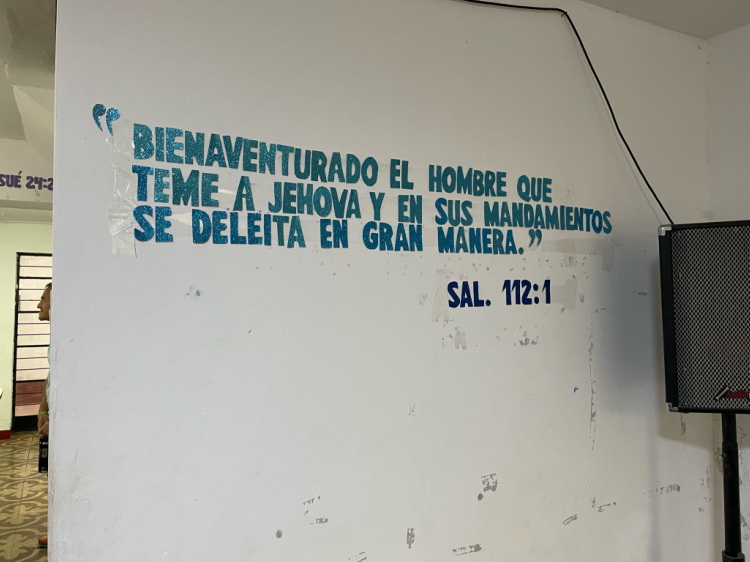 “BIENAVENTURADO EL HOMBRE QUE
TEME A JEHOVA Y EN SUS MANDAMIENTOS
SE DELEITA EN GRAN MANERA.”
SAL. 112:1